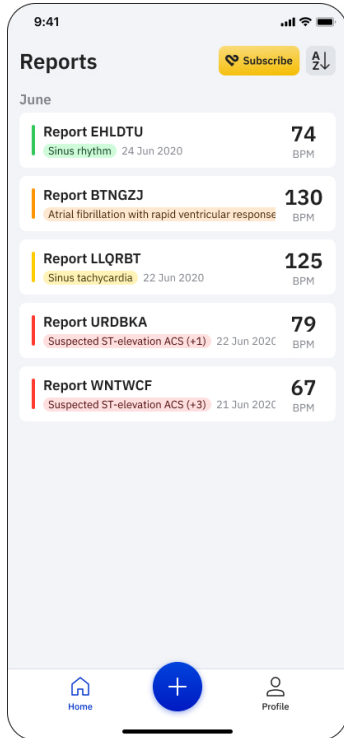 9:41
Reports
Subscribe
A
Z
June
Report EHLDTU
74
Sinus rhythm 24 Jun 2020
BPM
Report BTNGZJ
130
Atrial fibrillation with rapid ventricular response
BPM
Report LLQRBT
125
Sinus tachycardia 22 Jun 2020
BPM
Report URDBKA
79
Suspected ST-elevation ACS (+1) 22 Jun 202
BPM
Report WNTWCF
67
Suspected ST-elevation ACS (+3) 21 Jun 202
BPM
Home
Profile